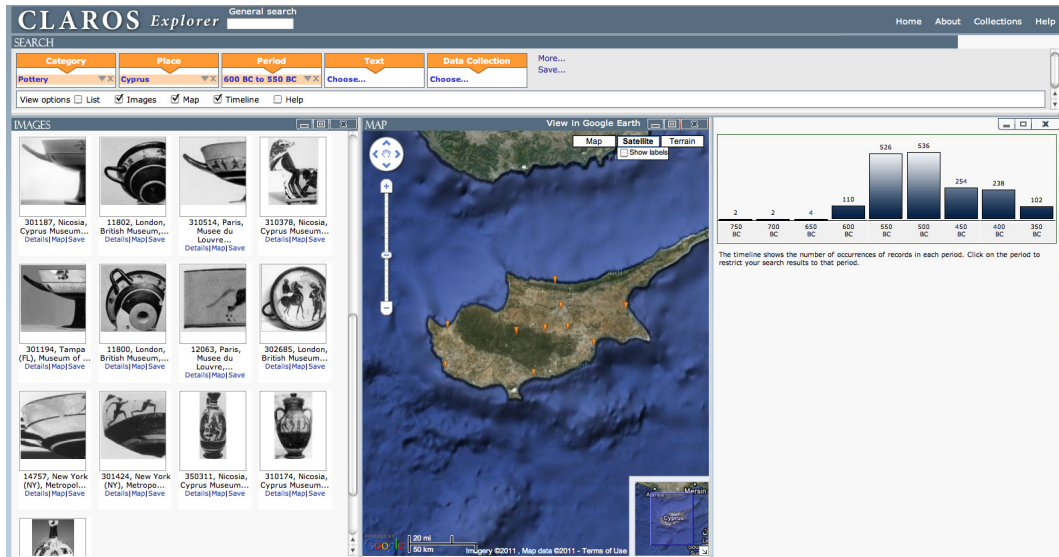 CLAROS Explorer
General search
Home About Collections Help
SEARCH
Category Place Period Text Data Collection
More...
Save...
Pottery Cyprus 600 BC to 550 BC Choose... Choose...
View options List Images Map Timeline Help
IMAGES
301187, Nicosia,
Cyprus Museum...
Details|Map|Save
11802, London,
British Museum,...
Details|Map|Save
310514, Paris,
Musee du
Louvre...
Details|Map|Save
310378, Nicosia,
Cyprus Museum...
Details|Map|Save
301194, Tampa
(FL), Museum of ...
Details|Map|Save
11800, London,
British Museum,...
Details|Map|Save
12063, Paris,
Musee du
Louvre,...
Details|Map|Save
302685, London,
British Museum...
Details|Map|Save
14757, New York
(NY), Metropol...
Details|Map|Save
301424, New York
(NY), Metropo...
Details|Map|Save
350311, Nicosia,
Cyprus Museum...
Details|Map|Save
310174, Nicosia,
Cyprus Museum...
Details|Map|Save
MAP
View in Google Earth
Map Satellite Terrain
Show labels
Mersin
Cyprus
POWERED BY
Google
20 mi
50 km
Imagery ©2011 , Map data ©2011 - Terms of Use
2 2 4 110 526 536 254 238 102
750 700 650 600 550 500 450 400 350
BC BC BC BC BC BC BC BC BC
The timeline shows the number of occurrences of records in each period. Click on the period to
restrict your search results to that period.